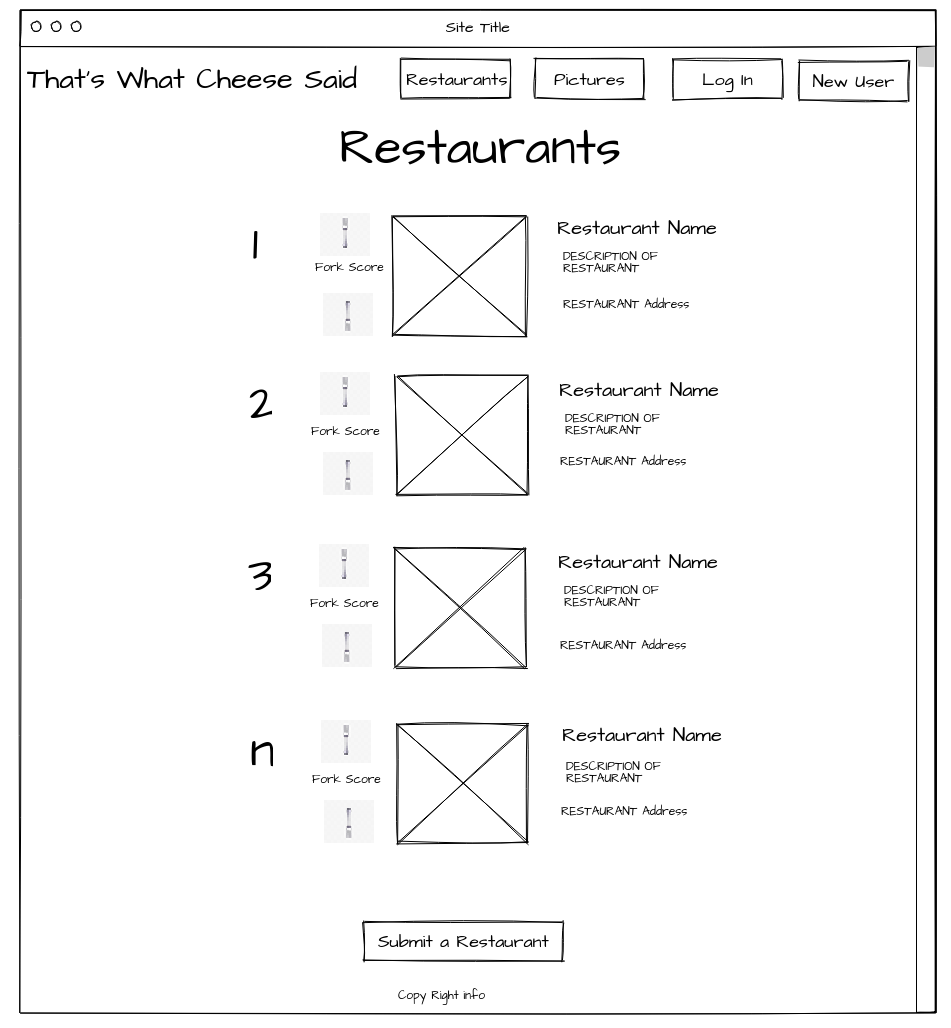 Site Title
That's What Cheese Said
Restaurants
Pictures
Log In
New User
Restaurants
1
Fork Score
Restaurant Name
DESCRIPTION OF
RESTAURANT
RESTAURANT Address
2
Fork Score
Restaurant Name
DESCRIPTION OF
RESTAURANT
RESTAURANT Address
3
Fork Score
Restaurant Name
DESCRIPTION OF
RESTAURANT
RESTAURANT Address
n
Fork Score
Restaurant Name
DESCRIPTION OF
RESTAURANT
RESTAURANT Address
Submit a Restaurant
Copy Right info